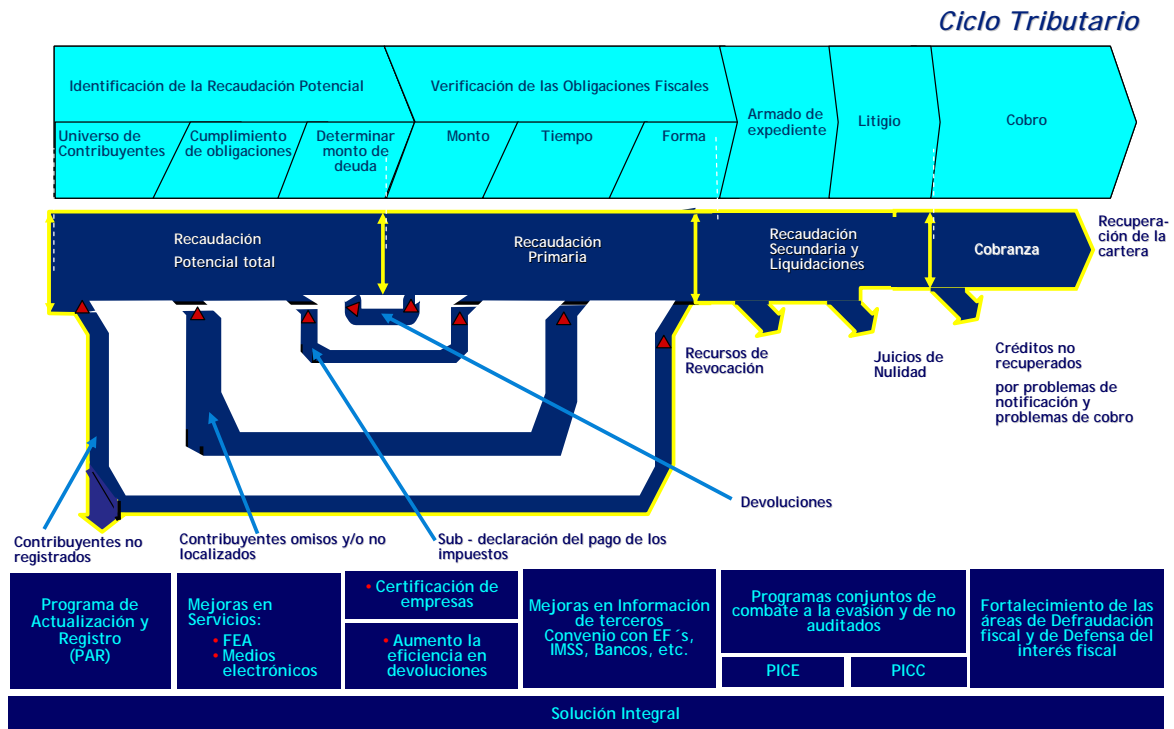 Ciclo Tributario
Identificación de la Recaudación Potencial
Verificación de las Obligaciones Fiscales
Armado de
expediente
Litigio
Cobro
Universo de
Contribuyentes
Cumplimiento
de obligaciones
Determinar
monto de
deuda
Monto
Tiempo
Forma
Recaudación
Potencial total
Recaudación
Primaria
Recaudación
Secundaria y
Liquidaciones
Cobranza
Recupera-
ción de la
cartera
Recursos de
Revocación
Juicios de
Nulidad
Créditos no
recuperados
por problemas de
notificación y
problemas de cobro
Devoluciones
Contribuyentes no
registrados
Contribuyentes omisos y/o no
localizados
Sub - declaración del pago de los
impuestos
Programa de
Actualización y
Registro
(PAR)
Mejoras en
Servicios:
• FEA
• Medios
electrónicos
• Certificación de
empresas
• Aumento la
eficiencia en
devoluciones
Mejoras en Información
de terceros
Convenio con EF ´s,
IMSS, Bancos, etc.
Programas conjuntos de
combate a la evasión y de no
auditados
PICE
PICC
Fortalecimiento de las
áreas de Defraudación
fiscal y de Defensa del
interés fiscal
Solución Integral